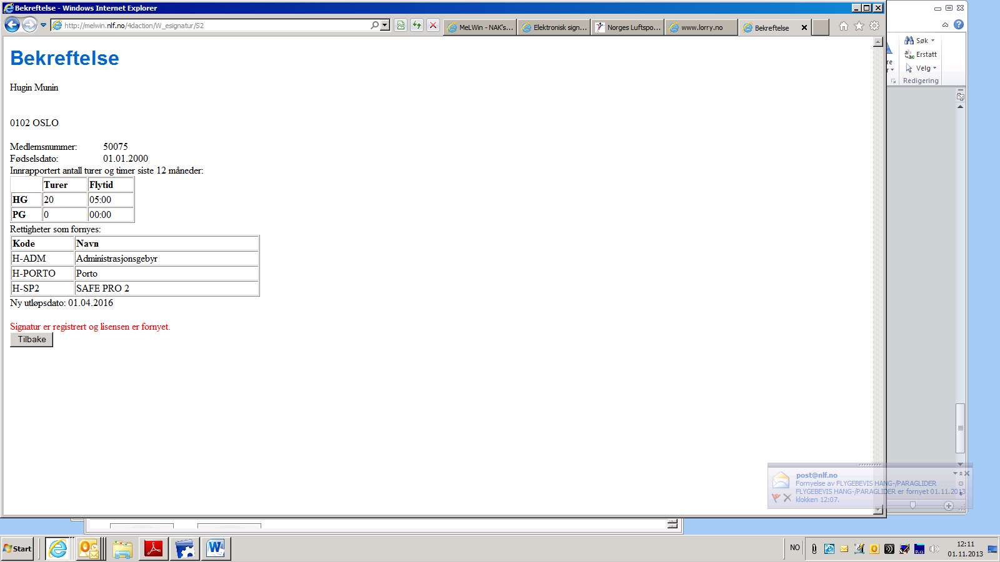 Bekreftelse - Windows Internet Explorer
http://melwin.nlf.no/4daction/W_esignatur/S2
MeLWin - NAK's...
Elektronisk sign...
Norges Luftspo...
www.lorry.no
Bekreftelse
Bekreftelse
Hugin Munin
0102 OSLO
Medlemsnummer: 50075
Fødselsdato: 01.01.2000
Innrapportert antall turer og timer siste 12 måneder:
Turer Flytid
HG 20 05:00
PG 0 00:00
Rettigheter som fornyes:
Kode Navn
H-ADM Administrasjonsgebyr
H-PORTO Porto
H-SP2 SAFE PRO 2
Ny utløpsdato: 01.04.2016
Signatur er registrert og lisensen er fornyet.
Tilbake
Søk
Erstatt
Velg
Redigering
post@nlf.no
Fornyelse av FLYGEBEVIS HANG-/PARAGLIDER
FLYGEBEVIS HANG-/PARAGLIDER er fornyet 01.11.2013
klokken 12:07.
Start
NO
12:11
01.11.2013